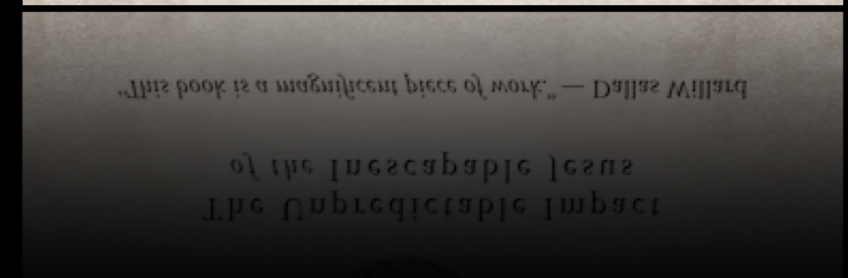 The Unpredictable Impact
of the Inescapable Jesus
"This book is a magnificent piece of work." — Dallas Willard